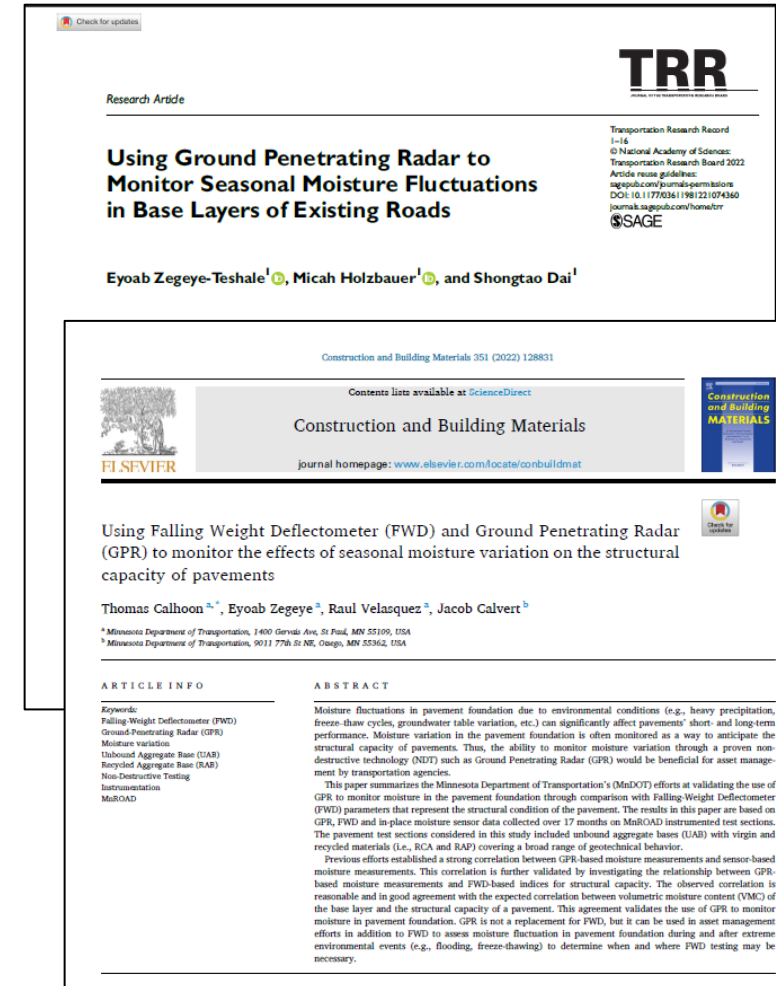 Check for updates
TRR
JOURNAL OF THE TRANSPORTATION RESEARCH BOARD
Research Article
Transportation Research Record
1–16
© National Academy of Sciences:
Transportation Research Board 2022
Article reuse guidelines:
sagepub.com/journals-permissions
DOI: 10.1177/03611981221074360
journals.sagepub.com/home/trr
SSAGE
Using Ground Penetrating Radar to
Monitor Seasonal Moisture Fluctuations
in Base Layers of Existing Roads
Eyoab Zegeye-Teshale¹ iD, Micah Holzbauer¹ iD, and Shongtao Dai¹
Construction and Building Materials 351 (2022) 128831
Contents lists available at ScienceDirect
Construction and Building Materials
journal homepage: www.elsevier.com/locate/conbuildmat
ELSEVIER
Construction
and Building
MATERIALS
Check for
updates
Using Falling Weight Deflectometer (FWD) and Ground Penetrating Radar
(GPR) to monitor the effects of seasonal moisture variation on the structural
capacity of pavements
Thomas Calhoon a,*, Eyoab Zegeye a, Raul Velasquez a, Jacob Calvert b
a Minnesota Department of Transportation, 1400 Gervais Ave, St Paul, MN 55109, USA
b Minnesota Department of Transportation, 9011 77th St NE, Otsego, MN 55362, USA
ARTICLE INFO
Keywords:
Falling-Weight Deflectometer (FWD)
Ground-Penetrating Radar (GPR)
Moisture variation
Unbound Aggregate Base (UAB)
Recycled Aggregate Base (RAB)
Non-Destructive Testing
Instrumentation
MnROAD
ABSTRACT
Moisture fluctuations in pavement foundation due to environmental conditions (e.g., heavy precipitation,
freeze–thaw cycles, groundwater table variation, etc.) can significantly affect pavements' short- and long-term
performance. Moisture variation in the pavement foundation is often monitored as a way to anticipate the
structural capacity of pavements. Thus, the ability to monitor moisture variation through a proven non-
destructive technology (NDT) such as Ground Penetrating Radar (GPR) would be beneficial for asset manage-
ment by transportation agencies.
This paper summarizes the Minnesota Department of Transportation's (MnDOT) efforts at validating the use of
GPR to monitor moisture in the pavement foundation through comparison with Falling-Weight Deflectometer
(FWD) parameters that represent the structural condition of the pavement. The results in this paper are based on
GPR, FWD and in-place moisture sensor data collected over 17 months on MnROAD instrumented test sections.
The pavement test sections considered in this study included unbound aggregate bases (UAB) with virgin and
recycled materials (i.e., RCA and RAP) covering a broad range of geotechnical behavior.
Previous efforts established a strong correlation between GPR-based moisture measurements and sensor-based
moisture measurements. This correlation is further validated by investigating the relationship between GPR-
based moisture measurements and FWD-based indices for structural capacity. The observed correlation is
reasonable and in good agreement with the expected correlation between volumetric moisture content (VMC) of
the base layer and the structural capacity of a pavement. This agreement validates the use of GPR to monitor
moisture in pavement foundation. GPR is not a replacement for FWD, but it can be used in asset management
efforts in addition to FWD to assess moisture fluctuation in pavement foundation during and after extreme
environmental events (e.g., flooding, freeze-thawing) to determine when and where FWD testing may be
necessary.